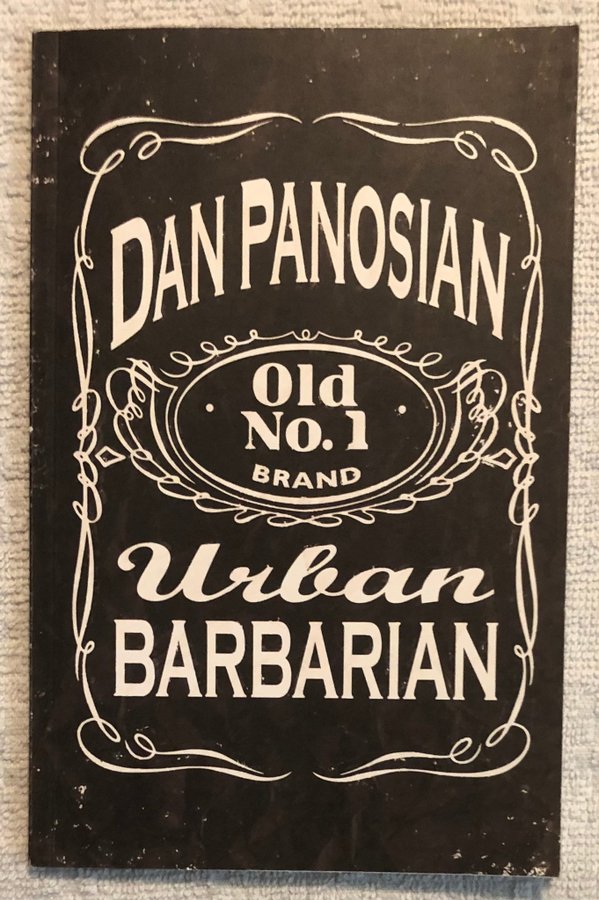 DAN PANOSIAN
Old
No. 1
BRAND
Urban
BARBARIAN